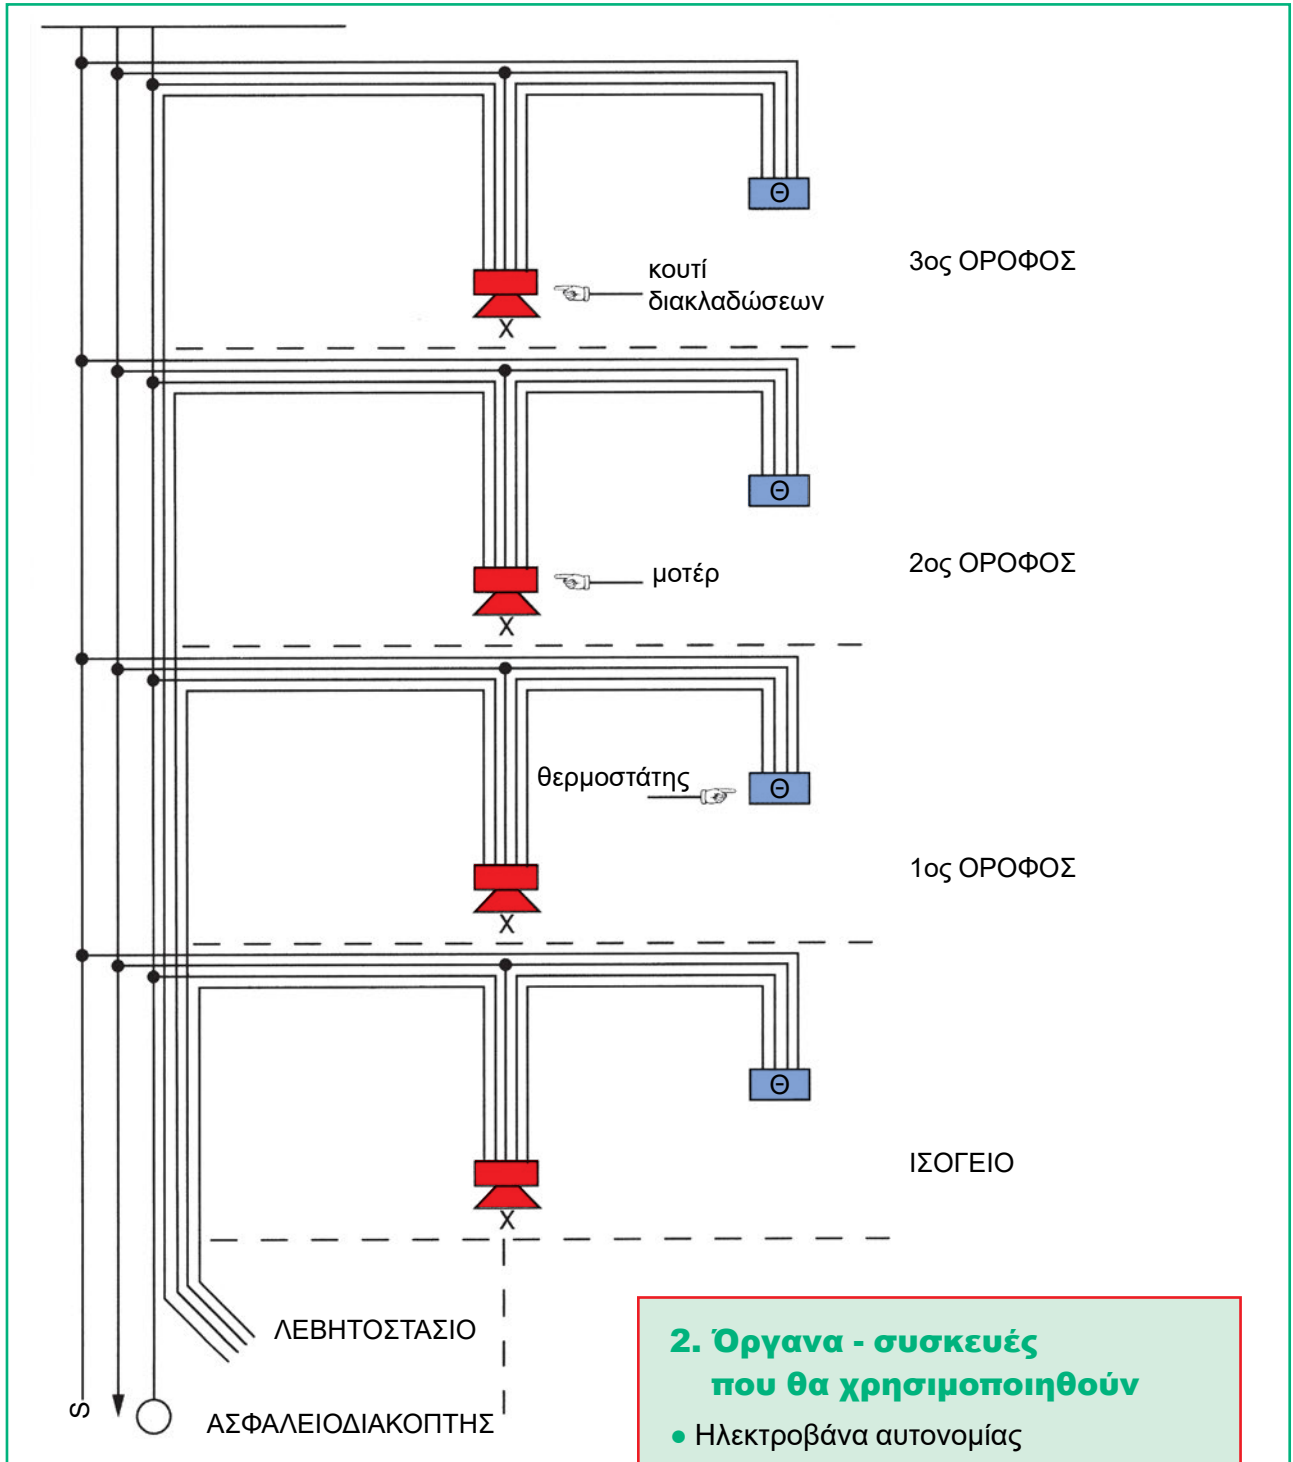 Θ
3ος ΟΡΟΦΟΣ
κουτί
διακλαδώσεων
X
Θ
2ος ΟΡΟΦΟΣ
μοτέρ
X
θερμοστάτης
Θ
1ος ΟΡΟΦΟΣ
X
Θ
ΙΣΟΓΕΙΟ
X
ΛΕΒΗΤΟΣΤΑΣΙΟ
S
ΑΣΦΑΛΕΙΟΔΙΑΚΟΠΤΗΣ
2. Όργανα - συσκευές
που θα χρησιμοποιηθούν
● Ηλεκτροβάνα αυτονομίας